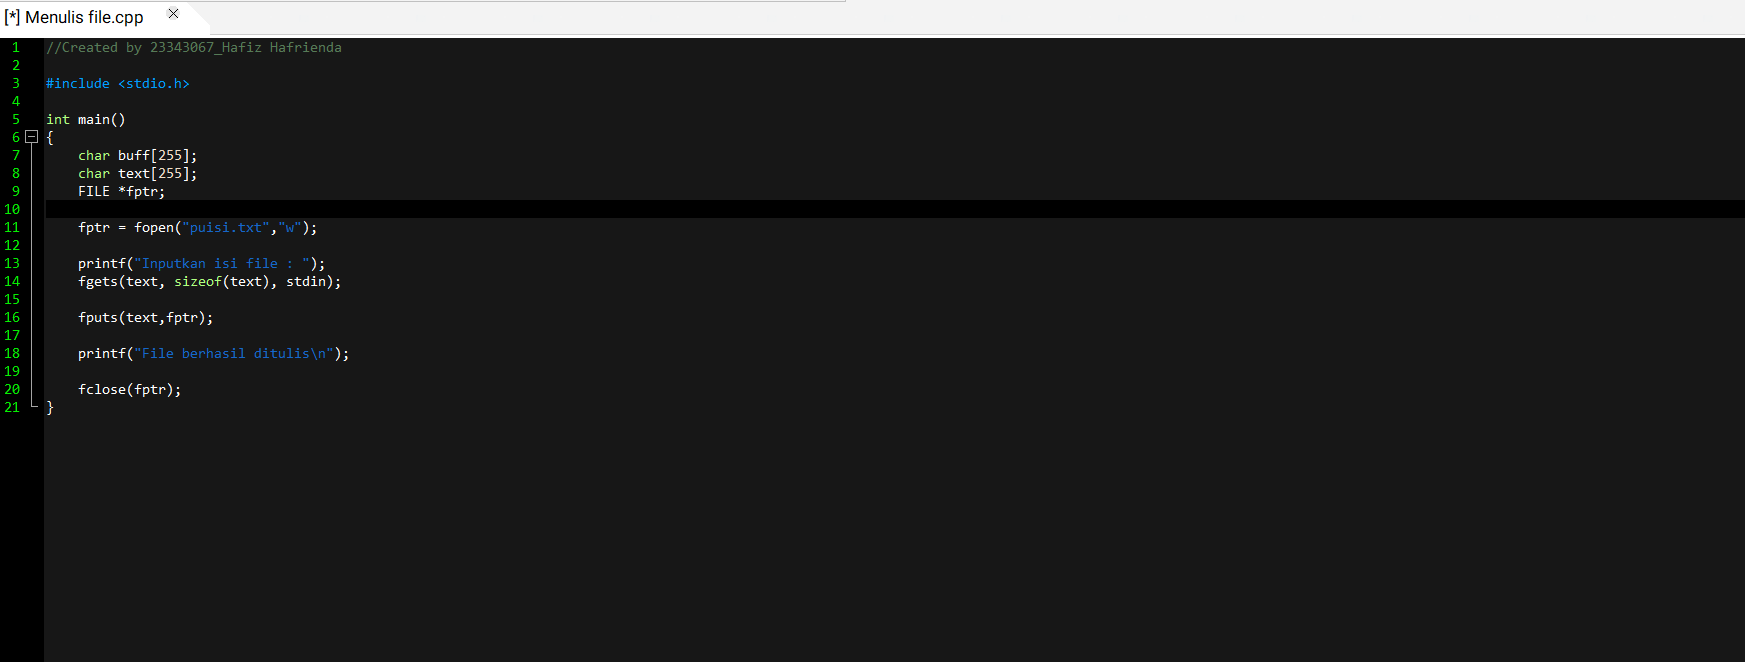 [*] Menulis file.cpp
1 //Created by 23343067_Hafiz Hafrienda
2
3 #include <stdio.h>
4
5 int main()
6 {
7     char buff[255];
8     char text[255];
9     FILE *fptr;
10
11     fptr = fopen("puisi.txt","w");
12
13     printf("Inputkan isi file : ");
14     fgets(text, sizeof(text), stdin);
15
16     fputs(text,fptr);
17
18     printf("File berhasil ditulis\n");
19
20     fclose(fptr);
21 }